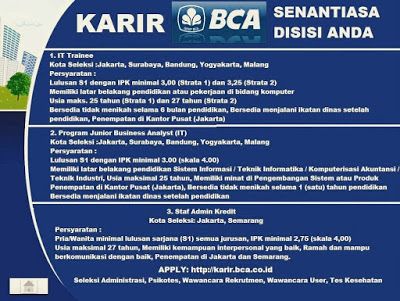 KARIR
BCA
SENANTIASA
DISISI ANDA
1. IT Trainee
Kota Seleksi :Jakarta, Surabaya, Bandung, Yogyakarta, Malang
Persyaratan :
Lulusan S1 dengan IPK minimal 3,00 (Strata 1) dan 3,25 (Strata 2)
Memiliki latar belakang pendidikan atau pekerjaan di bidang komputer
Usia maks. 25 tahun (Strata 1) dan 27 tahun (Strata 2)
Bersedia tidak menikah selama 6 bulan pendidikan, Bersedia menjalani ikatan dinas setelah
pendidikan, Penempatan di Kantor Pusat (Jakarta)
2. Program Junior Business Analyst (IT)
Kota Seleksi :Jakarta, Surabaya, Bandung, Yogyakarta, Malang
Persyaratan :
Lulusan S1 dengan IPK minimal 3.00 (skala 4.00)
Memiliki latar belakang pendidikan Sistem Informasi / Teknik Informatika / Komputerisasi Akuntansi /
Teknik Industri, Usia maksimal 25 tahun, Memiliki minat di Pengembangan Sistem atau Produk
Penempatan di Kantor Pusat (Jakarta), Bersedia tidak menikah selama 1 (satu) tahun pendidikan
Bersedia menjalani ikatan dinas setelah pendidikan
3. Staf Admin Kredit
Kota Seleksi: Jakarta, Semarang
Persyaratan :
Pria/Wanita minimal lulusan sarjana (S1) semua jurusan, IPK minimal 2,75 (skala 4,00)
Usia maksimal 27 tahun, Memiliki kemampuan interpersonal yang baik, Ramah dan mampu
berkomunikasi dengan baik, Penempatan di Jakarta dan Semarang.
APPLY: http://karir.bca.co.id
Seleksi Administrasi, Psikotes, Wawancara Rekrutmen, Wawancara User, Tes Kesehatan